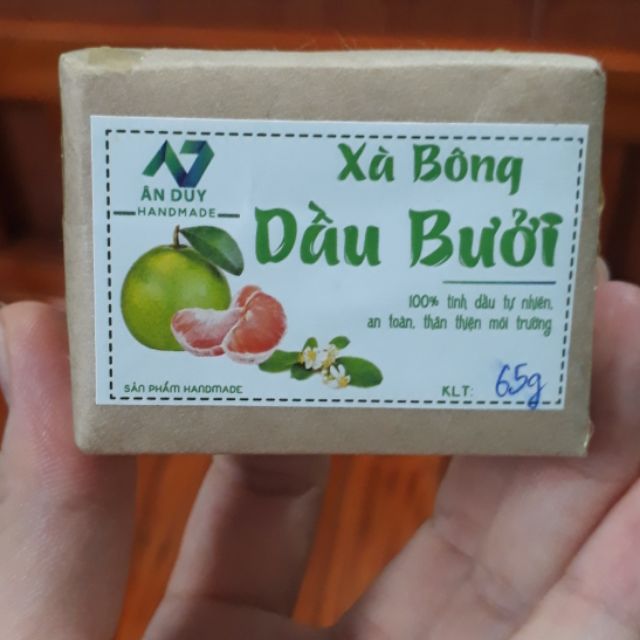 ÂN DUY
HANDMADE
Xà Bông
Dầu Bưởi
100% tinh dầu tự nhiên,
an toàn, thân thiện môi trường
SẢN PHẨM HANDMADE
KLT: 65g